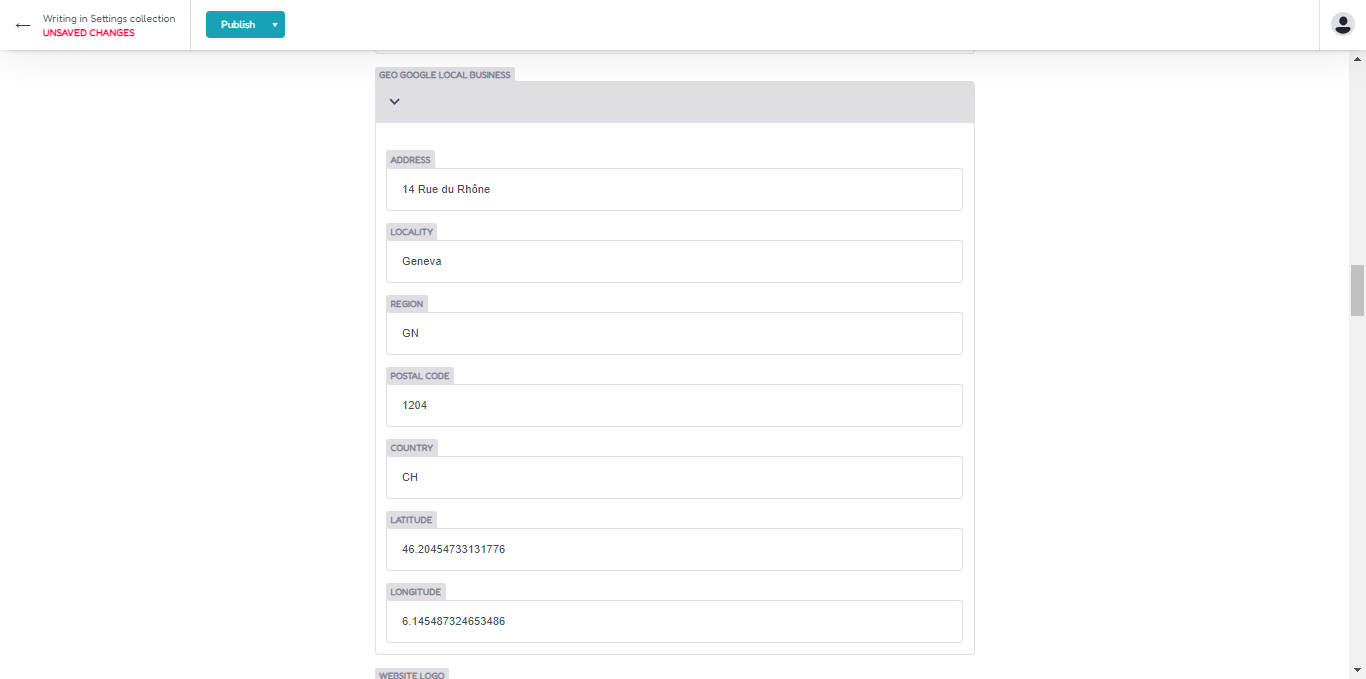 Writing in Settings collection
UNSAVED CHANGES
Publish
GEO GOOGLE LOCAL BUSINESS
ADDRESS
14 Rue du Rhône
LOCALITY
Geneva
REGION
GN
POSTAL CODE
1204
COUNTRY
CH
LATITUDE
46.20454733131776
LONGITUDE
6.145487324653486
WEBSITE LOGO